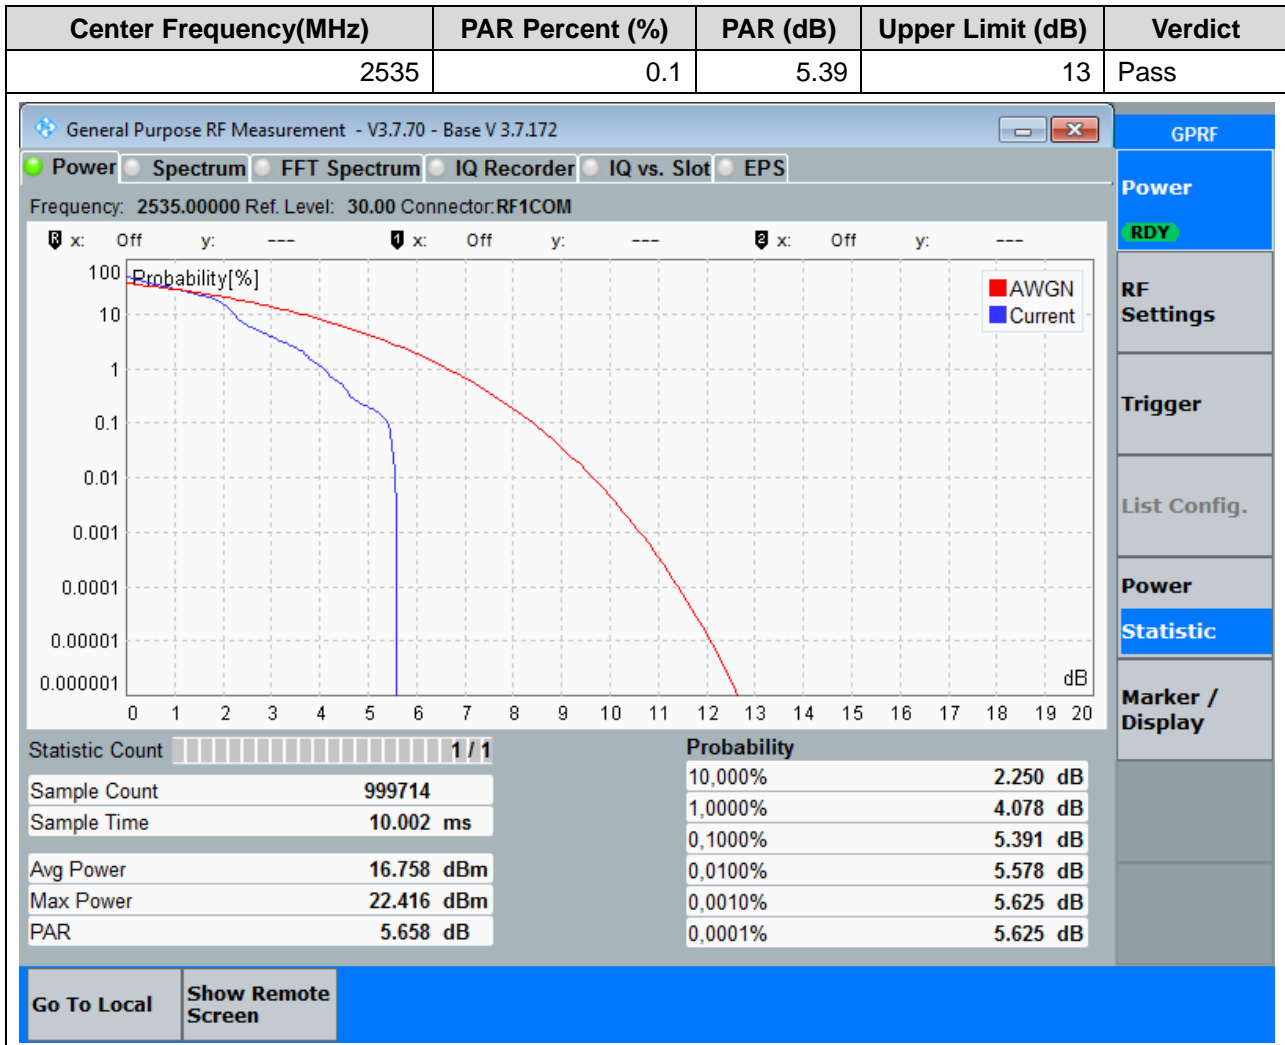 Center Frequency(MHz) PAR Percent (%) PAR (dB) Upper Limit (dB) Verdict
2535 0.1 5.39 13 Pass
General Purpose RF Measurement - V3.7.70 - Base V 3.7.172
GPRF
Power Spectrum FFT Spectrum IQ Recorder IQ vs. Slot EPS
Frequency: 2535.00000 Ref. Level: 30.00 Connector: RF1COM
R x: Off y: --- 1 x: Off y: --- 2 x: Off y: ---
Probability[%]
100
10
1
0.1
0.01
0.001
0.0001
0.00001
0.000001
AWGN
Current
dB
0 1 2 3 4 5 6 7 8 9 10 11 12 13 14 15 16 17 18 19 20
Statistic Count 1 / 1
Sample Count 999714
Sample Time 10.002 ms
Avg Power 16.758 dBm
Max Power 22.416 dBm
PAR 5.658 dB
Probability
10,000% 2.250 dB
1,0000% 4.078 dB
0,1000% 5.391 dB
0,0100% 5.578 dB
0,0010% 5.625 dB
0,0001% 5.625 dB
Power
RDY
RF
Settings
Trigger
List Config.
Power
Statistic
Marker /
Display
Go To Local
Show Remote
Screen